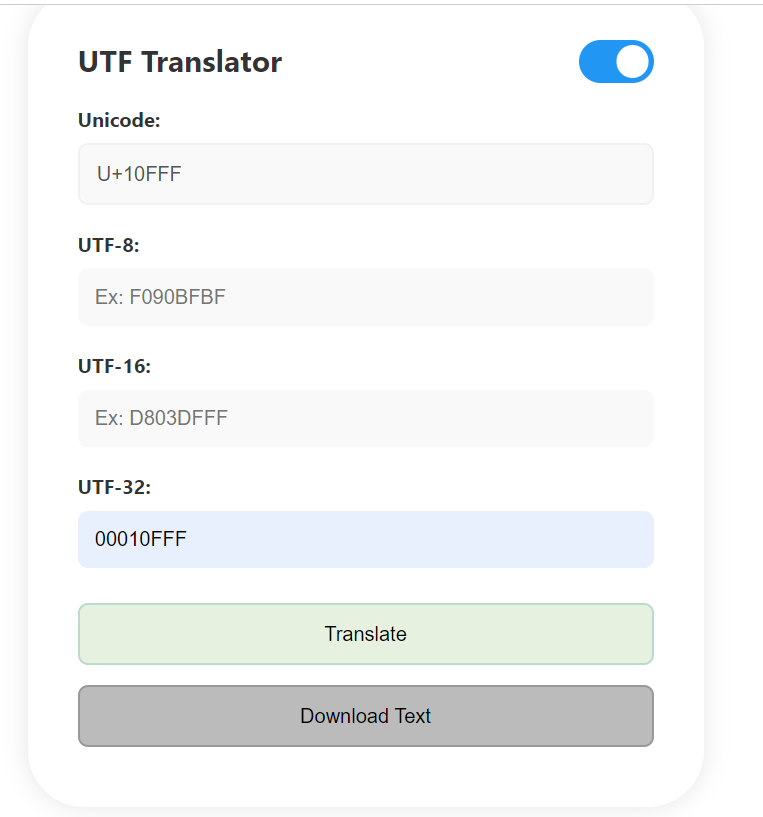 UTF Translator
Unicode:
U+10FFF
UTF-8:
Ex: F090BFBF
UTF-16:
Ex: D803DFFF
UTF-32:
00010FFF
Translate
Download Text